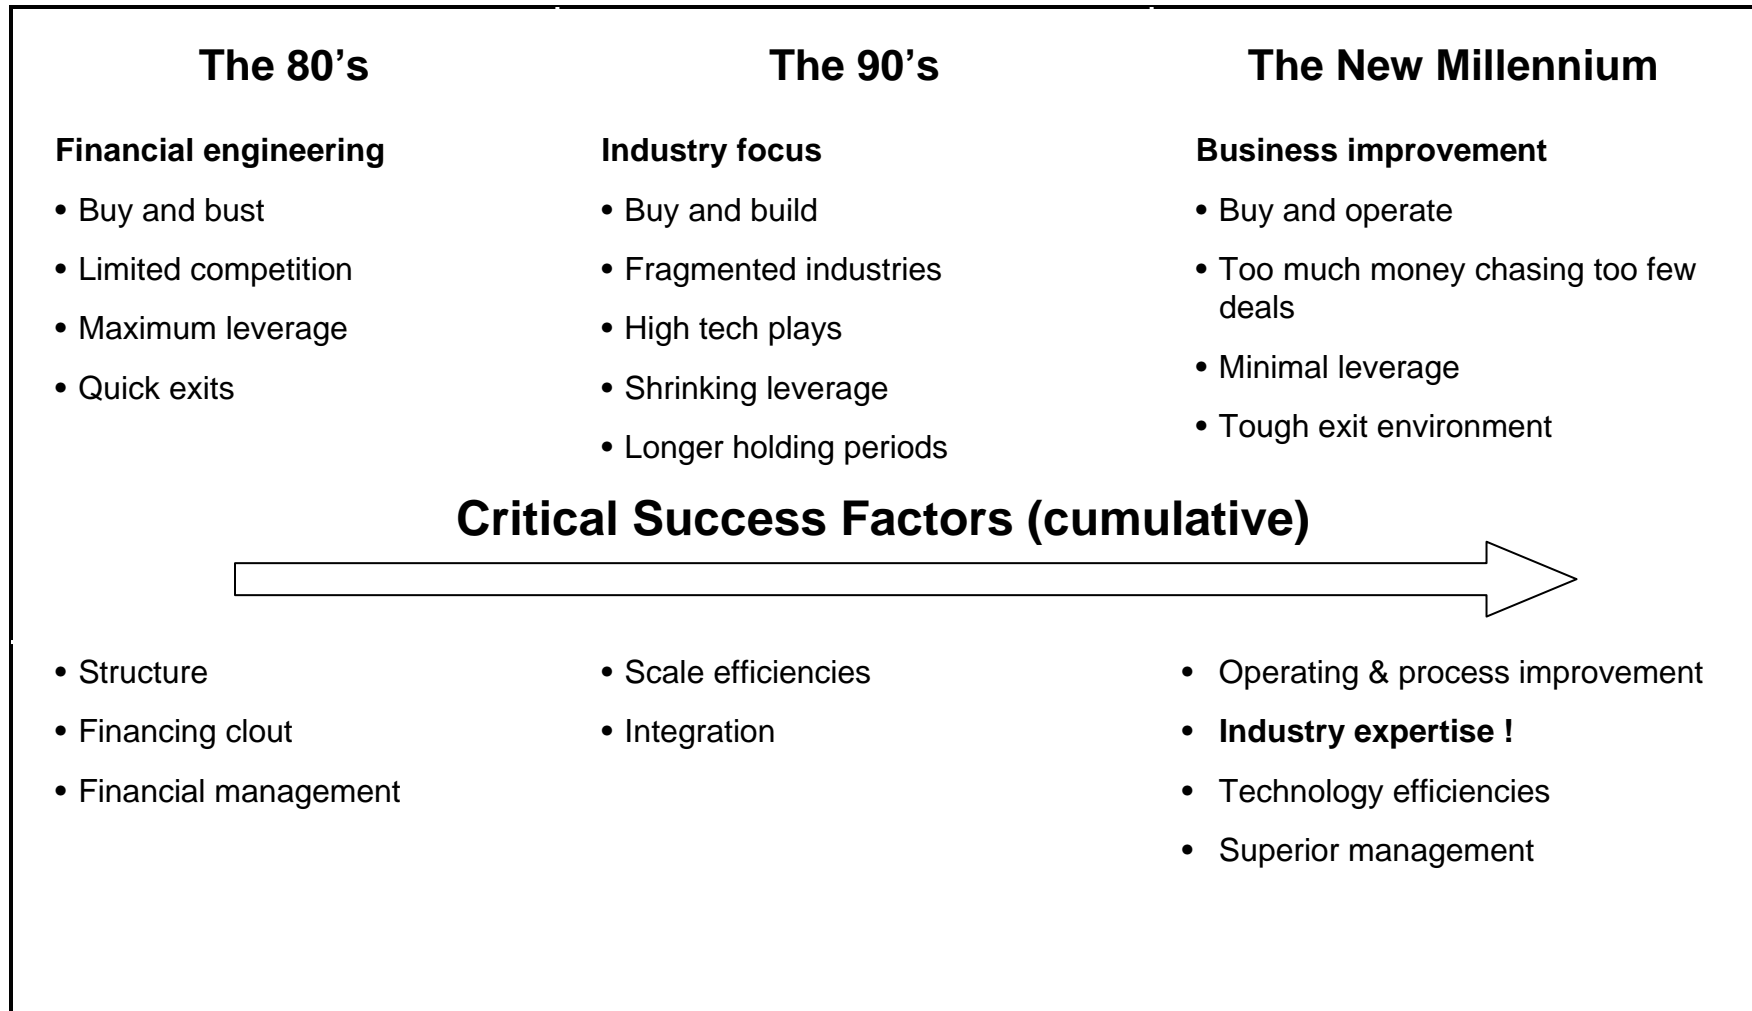 The 80’s
Financial engineering
• Buy and bust
• Limited competition
• Maximum leverage
• Quick exits
The 90’s
Industry focus
• Buy and build
• Fragmented industries
• High tech plays
• Shrinking leverage
• Longer holding periods
The New Millennium
Business improvement
• Buy and operate
• Too much money chasing too few
deals
• Minimal leverage
• Tough exit environment
Critical Success Factors (cumulative)
• Structure
• Financing clout
• Financial management
• Scale efficiencies
• Integration
• Operating & process improvement
• Industry expertise !
• Technology efficiencies
• Superior management